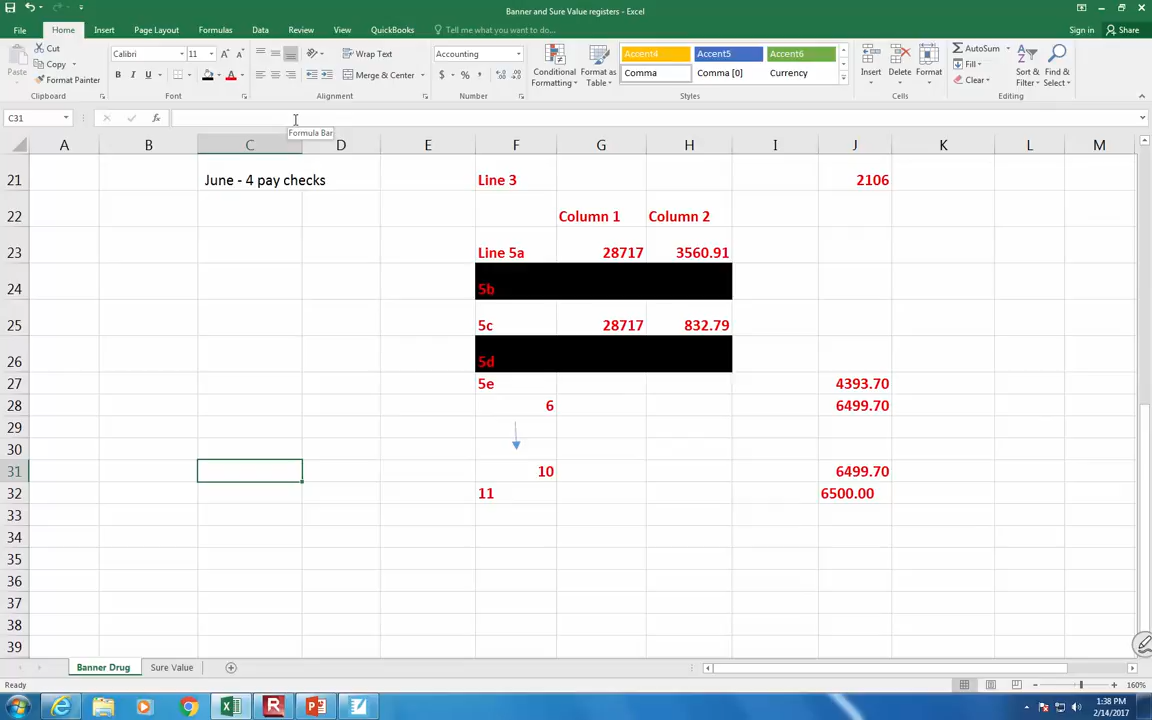 Banner and Sure Value registers - Excel
File Home Insert Page Layout Formulas Data Review View QuickBooks Tell me what you want to do... Sign in Share
Cut
Copy
Format Painter
Paste
Clipboard
Calibri 11
A A
B I U A
Font
Wrap Text
Merge & Center
Alignment
Accounting
$ % ,
Number
Conditional Formatting
Format as Table
Accent4 Accent5 Accent6
Comma Comma [0] Currency
Styles
Insert Delete Format
Cells
AutoSum
Fill
Clear
Sort & Filter
Find & Select
Editing
C31 fx
Formula Bar
A B C D E F G H I J K L M
21 June - 4 pay checks Line 3 2106
22 Column 1 Column 2
23 Line 5a 28717 3560.91
24 5b
25 5c 28717 832.79
26 5d
27 5e 4393.70
28 6 6499.70
29
30
31 10 6499.70
32 11 6500.00
33
34
35
36
37
38
39
Banner Drug Sure Value
Ready 160%
1:38 PM
2/14/2017